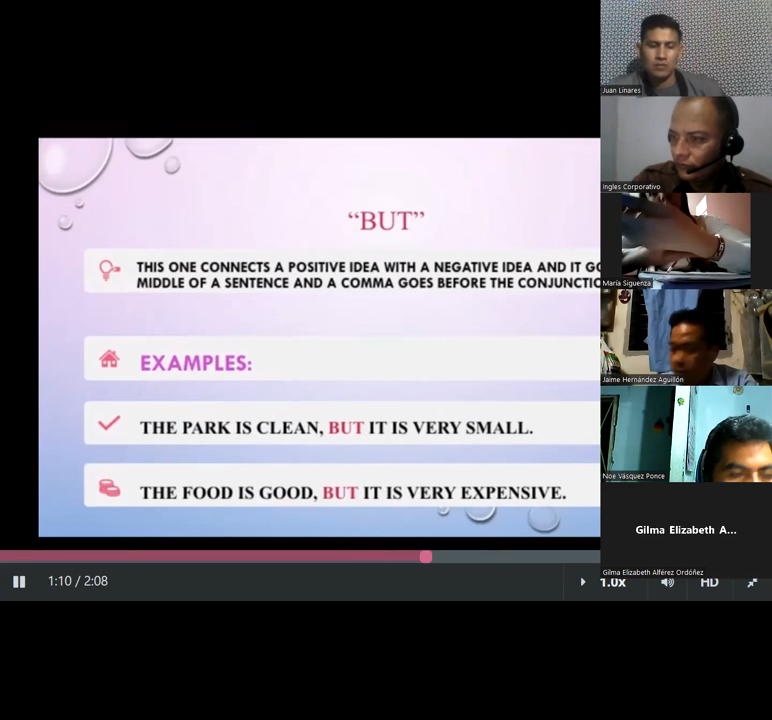 “BUT”
THIS ONE CONNECTS A POSITIVE IDEA WITH A NEGATIVE IDEA AND IT
MIDDLE OF A SENTENCE AND A COMMA GOES BEFORE THE
EXAMPLES:
THE PARK IS CLEAN, BUT IT IS VERY SMALL.
THE FOOD IS GOOD, BUT IT IS VERY EXPENSIVE.
1:10 / 2:08
1.0x
HD
Juan Linares
Ingles Corporativo
María Siguenza
Jaime Hernández Aguillón
Noe Vásquez Ponce
Gilma Elizabeth A...
Gilma Elizabeth Alférez Ordóñez